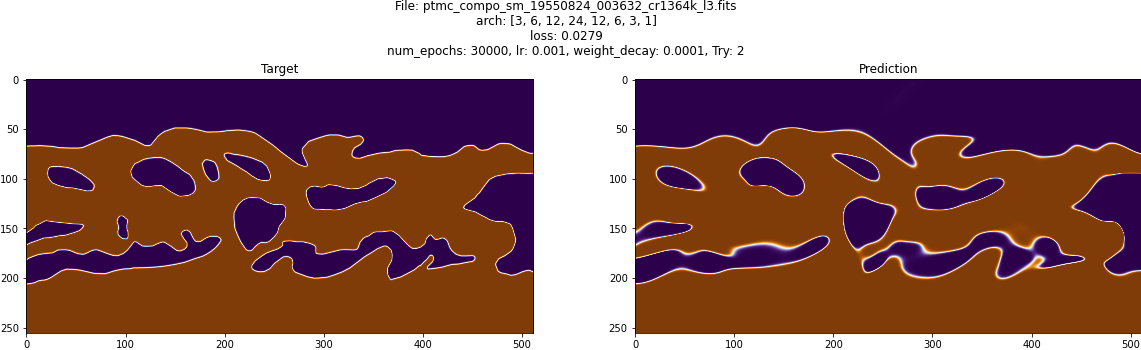 File: ptmc_compo_sm_19550824_003632_cr1364k_l3.fits
arch: [3, 6, 12, 24, 12, 6, 3, 1]
loss: 0.0279
num_epochs: 30000, lr: 0.001, weight_decay: 0.0001, Try: 2
Target
0
50
100
150
200
250
0 100 200 300 400 500
Prediction
0
50
100
150
200
250
0 100 200 300 400 500